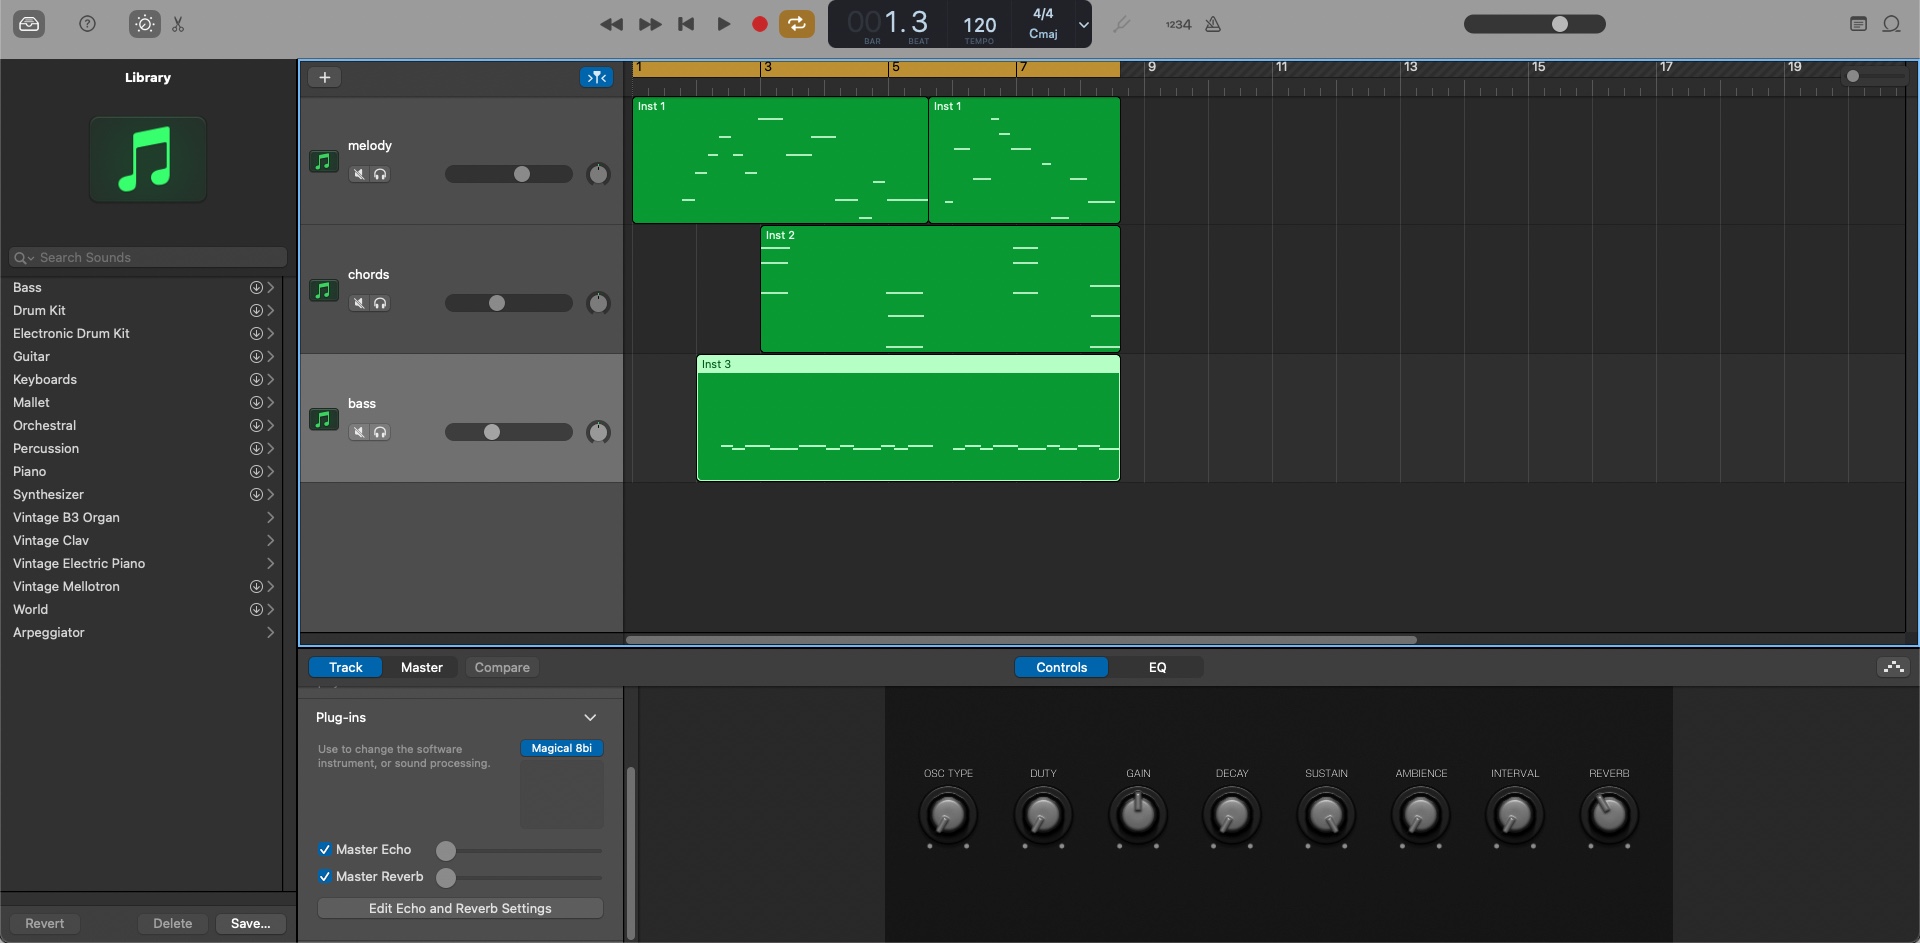 001.3
BAR
BEAT
120
TEMPO
4/4
Cmaj
1234
Library
Search Sounds
Bass
Drum Kit
Electronic Drum Kit
Guitar
Keyboards
Mallet
Orchestral
Percussion
Piano
Synthesizer
Vintage B3 Organ
Vintage Clav
Vintage Electric Piano
Vintage Mellotron
World
Arpeggiator
Revert
Delete
Save...
1 3 5 7 9 11 13 15 17 19
melody
Inst 1
Inst 1
chords
Inst 2
bass
Inst 3
Track
Master
Compare
Controls
EQ
Plug-ins
Use to change the software
instrument, or sound processing.
Magical 8bi
Master Echo
Master Reverb
Edit Echo and Reverb Settings
OSC TYPE
DUTY
GAIN
DECAY
SUSTAIN
AMBIENCE
INTERVAL
REVERB